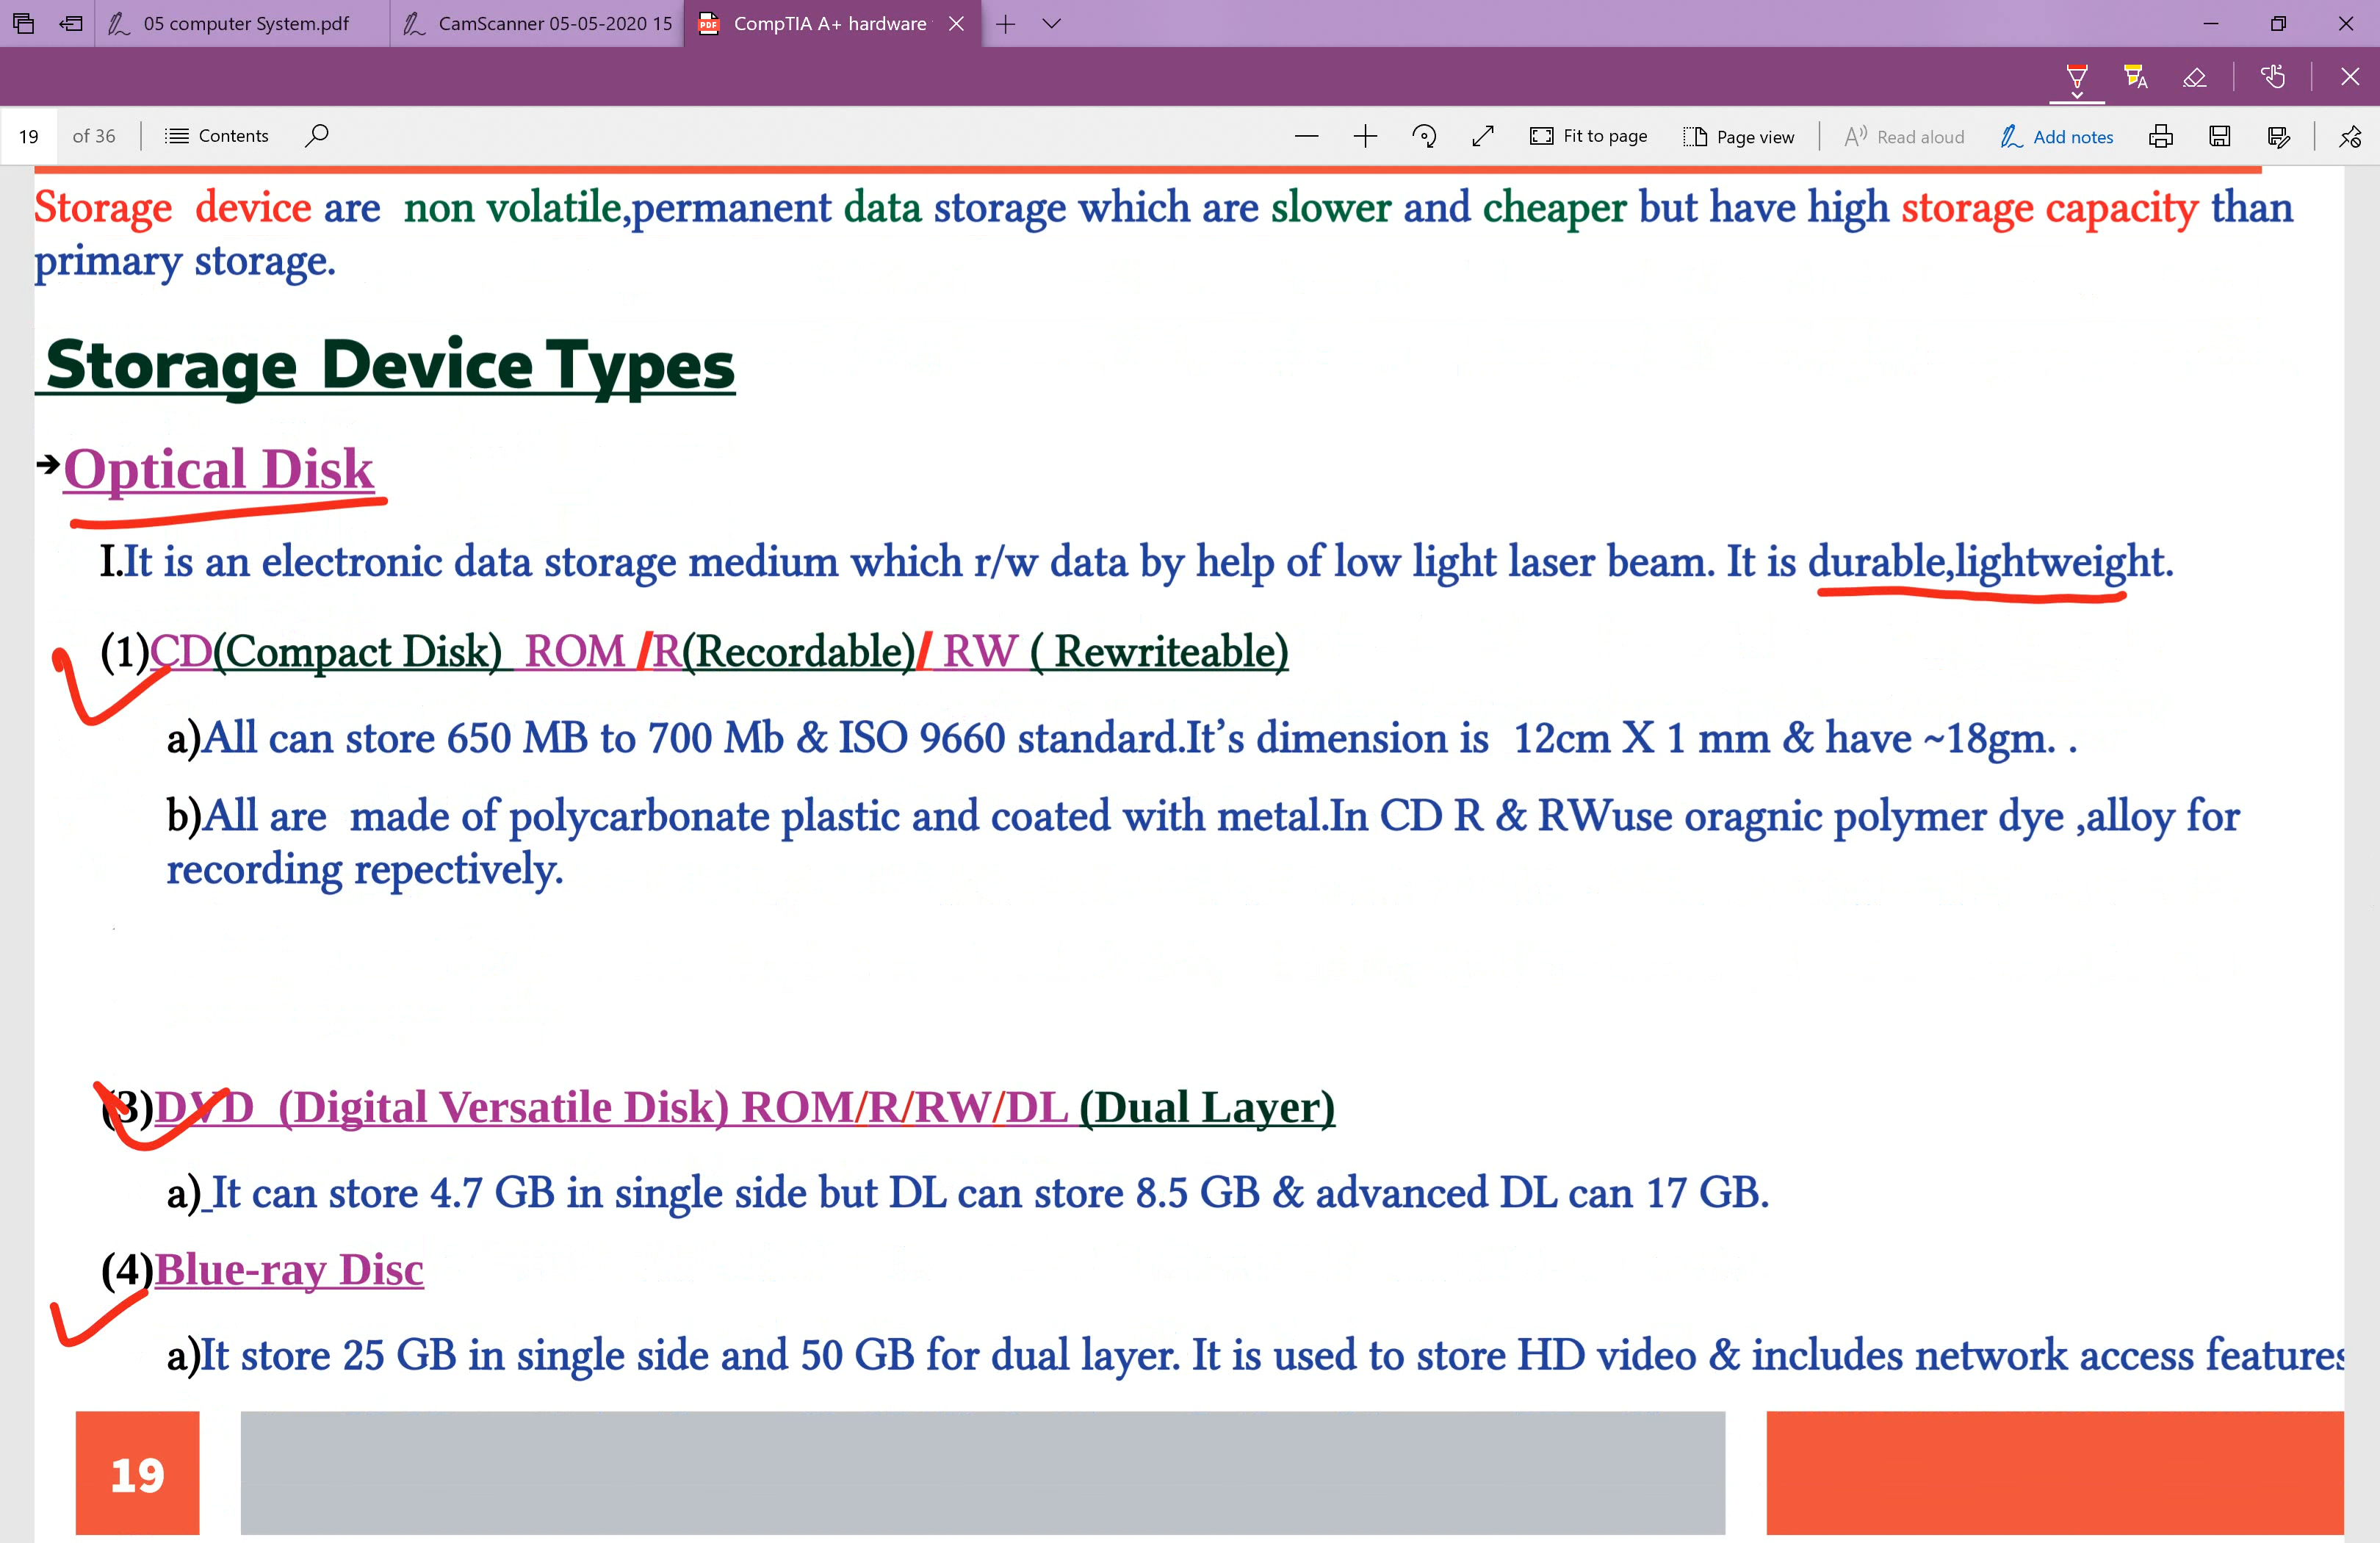 05 computer System.pdf
CamScanner 05-05-2020 15
CompTIA A+ hardware
19 of 36 Contents Fit to page Page view Read aloud Add notes
Storage device are non volatile,permanent data storage which are slower and cheaper but have high storage capacity than
primary storage.
Storage Device Types
➔Optical Disk
I.It is an electronic data storage medium which r/w data by help of low light laser beam. It is durable,lightweight.
(1)CD(Compact Disk) ROM /R(Recordable)/ RW ( Rewriteable)
a)All can store 650 MB to 700 Mb & ISO 9660 standard.It’s dimension is 12cm X 1 mm & have ~18gm. .
b)All are made of polycarbonate plastic and coated with metal.In CD R & RWuse oragnic polymer dye ,alloy for
recording repectively.
(3)DVD (Digital Versatile Disk) ROM/R/RW/DL (Dual Layer)
a) It can store 4.7 GB in single side but DL can store 8.5 GB & advanced DL can 17 GB.
(4)Blue-ray Disc
a)It store 25 GB in single side and 50 GB for dual layer. It is used to store HD video & includes network access features
19